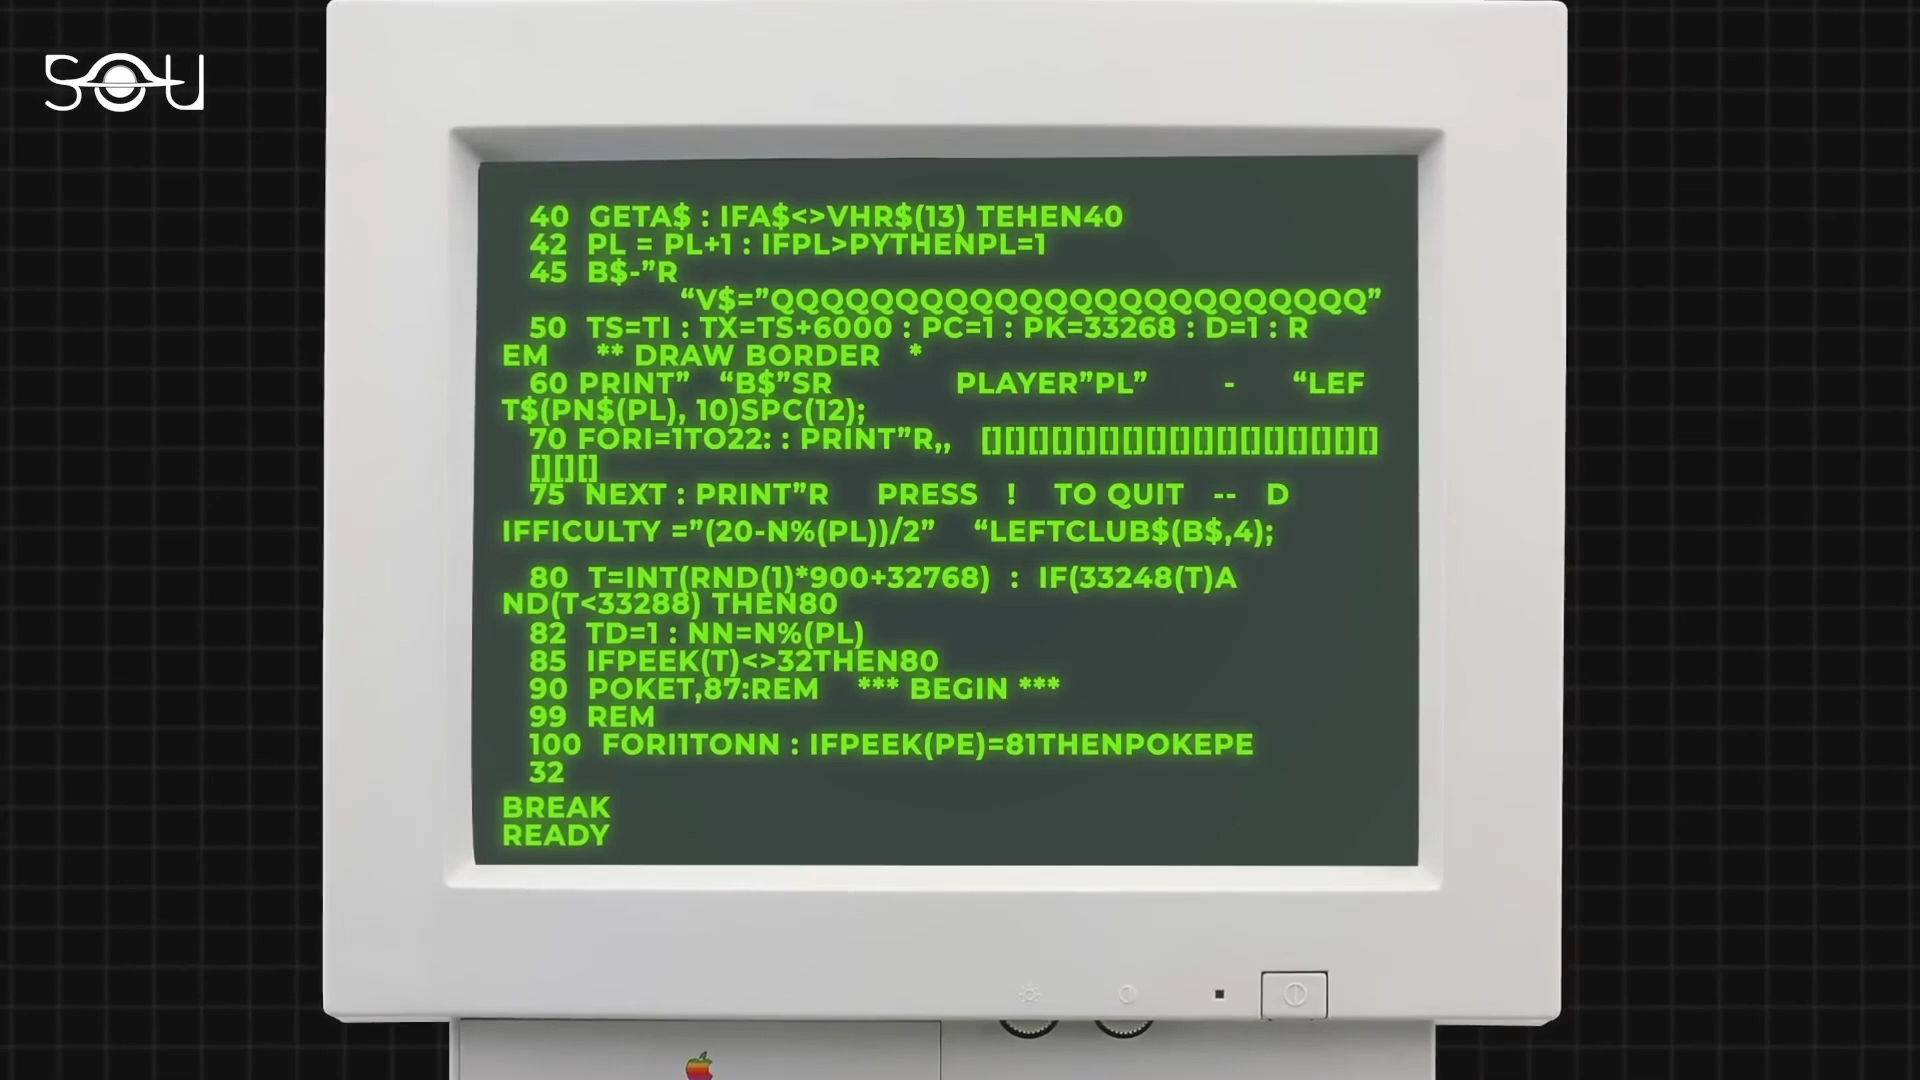 SOU
40 GETA$ : IFA$<>VHR$(13) TEHEN40
42 PL = PL+1 : IFPL>PYTHENPL=1
45 B$-”R
“V$=”QQQQQQQQQQQQQQQQQQQQQQQQ”
50 TS=TI : TX=TS+6000 : PC=1 : PK=33268 : D=1 : R
EM ** DRAW BORDER *
60 PRINT” “B$”SR PLAYER”PL” - “LEF
T$(PN$(PL), 10)SPC(12);
70 FORI=1TO22: : PRINT”R,, [][][][][][][][][][][][][][][][][]
[][][]
75 NEXT : PRINT”R PRESS ! TO QUIT -- D
IFFICULTY =”(20-N%(PL))/2” “LEFTCLUB$(B$,4);
80 T=INT(RND(1)*900+32768) : IF(33248(T)A
ND(T<33288) THEN80
82 TD=1 : NN=N%(PL)
85 IFPEEK(T)<>32THEN80
90 POKET,87:REM *** BEGIN ***
99 REM
100 FORI1TONN : IFPEEK(PE)=81THENPOKEPE
32
BREAK
READY